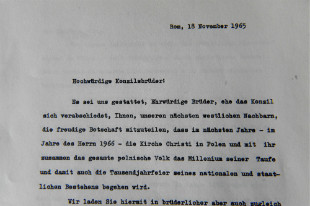 Rom, 18 November 1965
Hochwürdige Konzilsbrüder!
Es sei uns gestattet, Ehrwürdige Brüder, ehe das Konzil
sich verabschiedet, Ihnen, unseren nächsten westlichen Nachbarn,
die freudige Botschaft mitzuteilen, dass im nächsten Jahre - im
Jahre des Herrn 1966 - die Kirche Christi in Polen und mit ihr
zusammen das gesamte polnische Volk das Millenium seiner Taufe
und damit auch die Tausendjahrfeier seines nationalen und staat-
lichen Bestehens begehen wird.
Wir laden Sie hiermit in brüderlicher aber auch zugleich